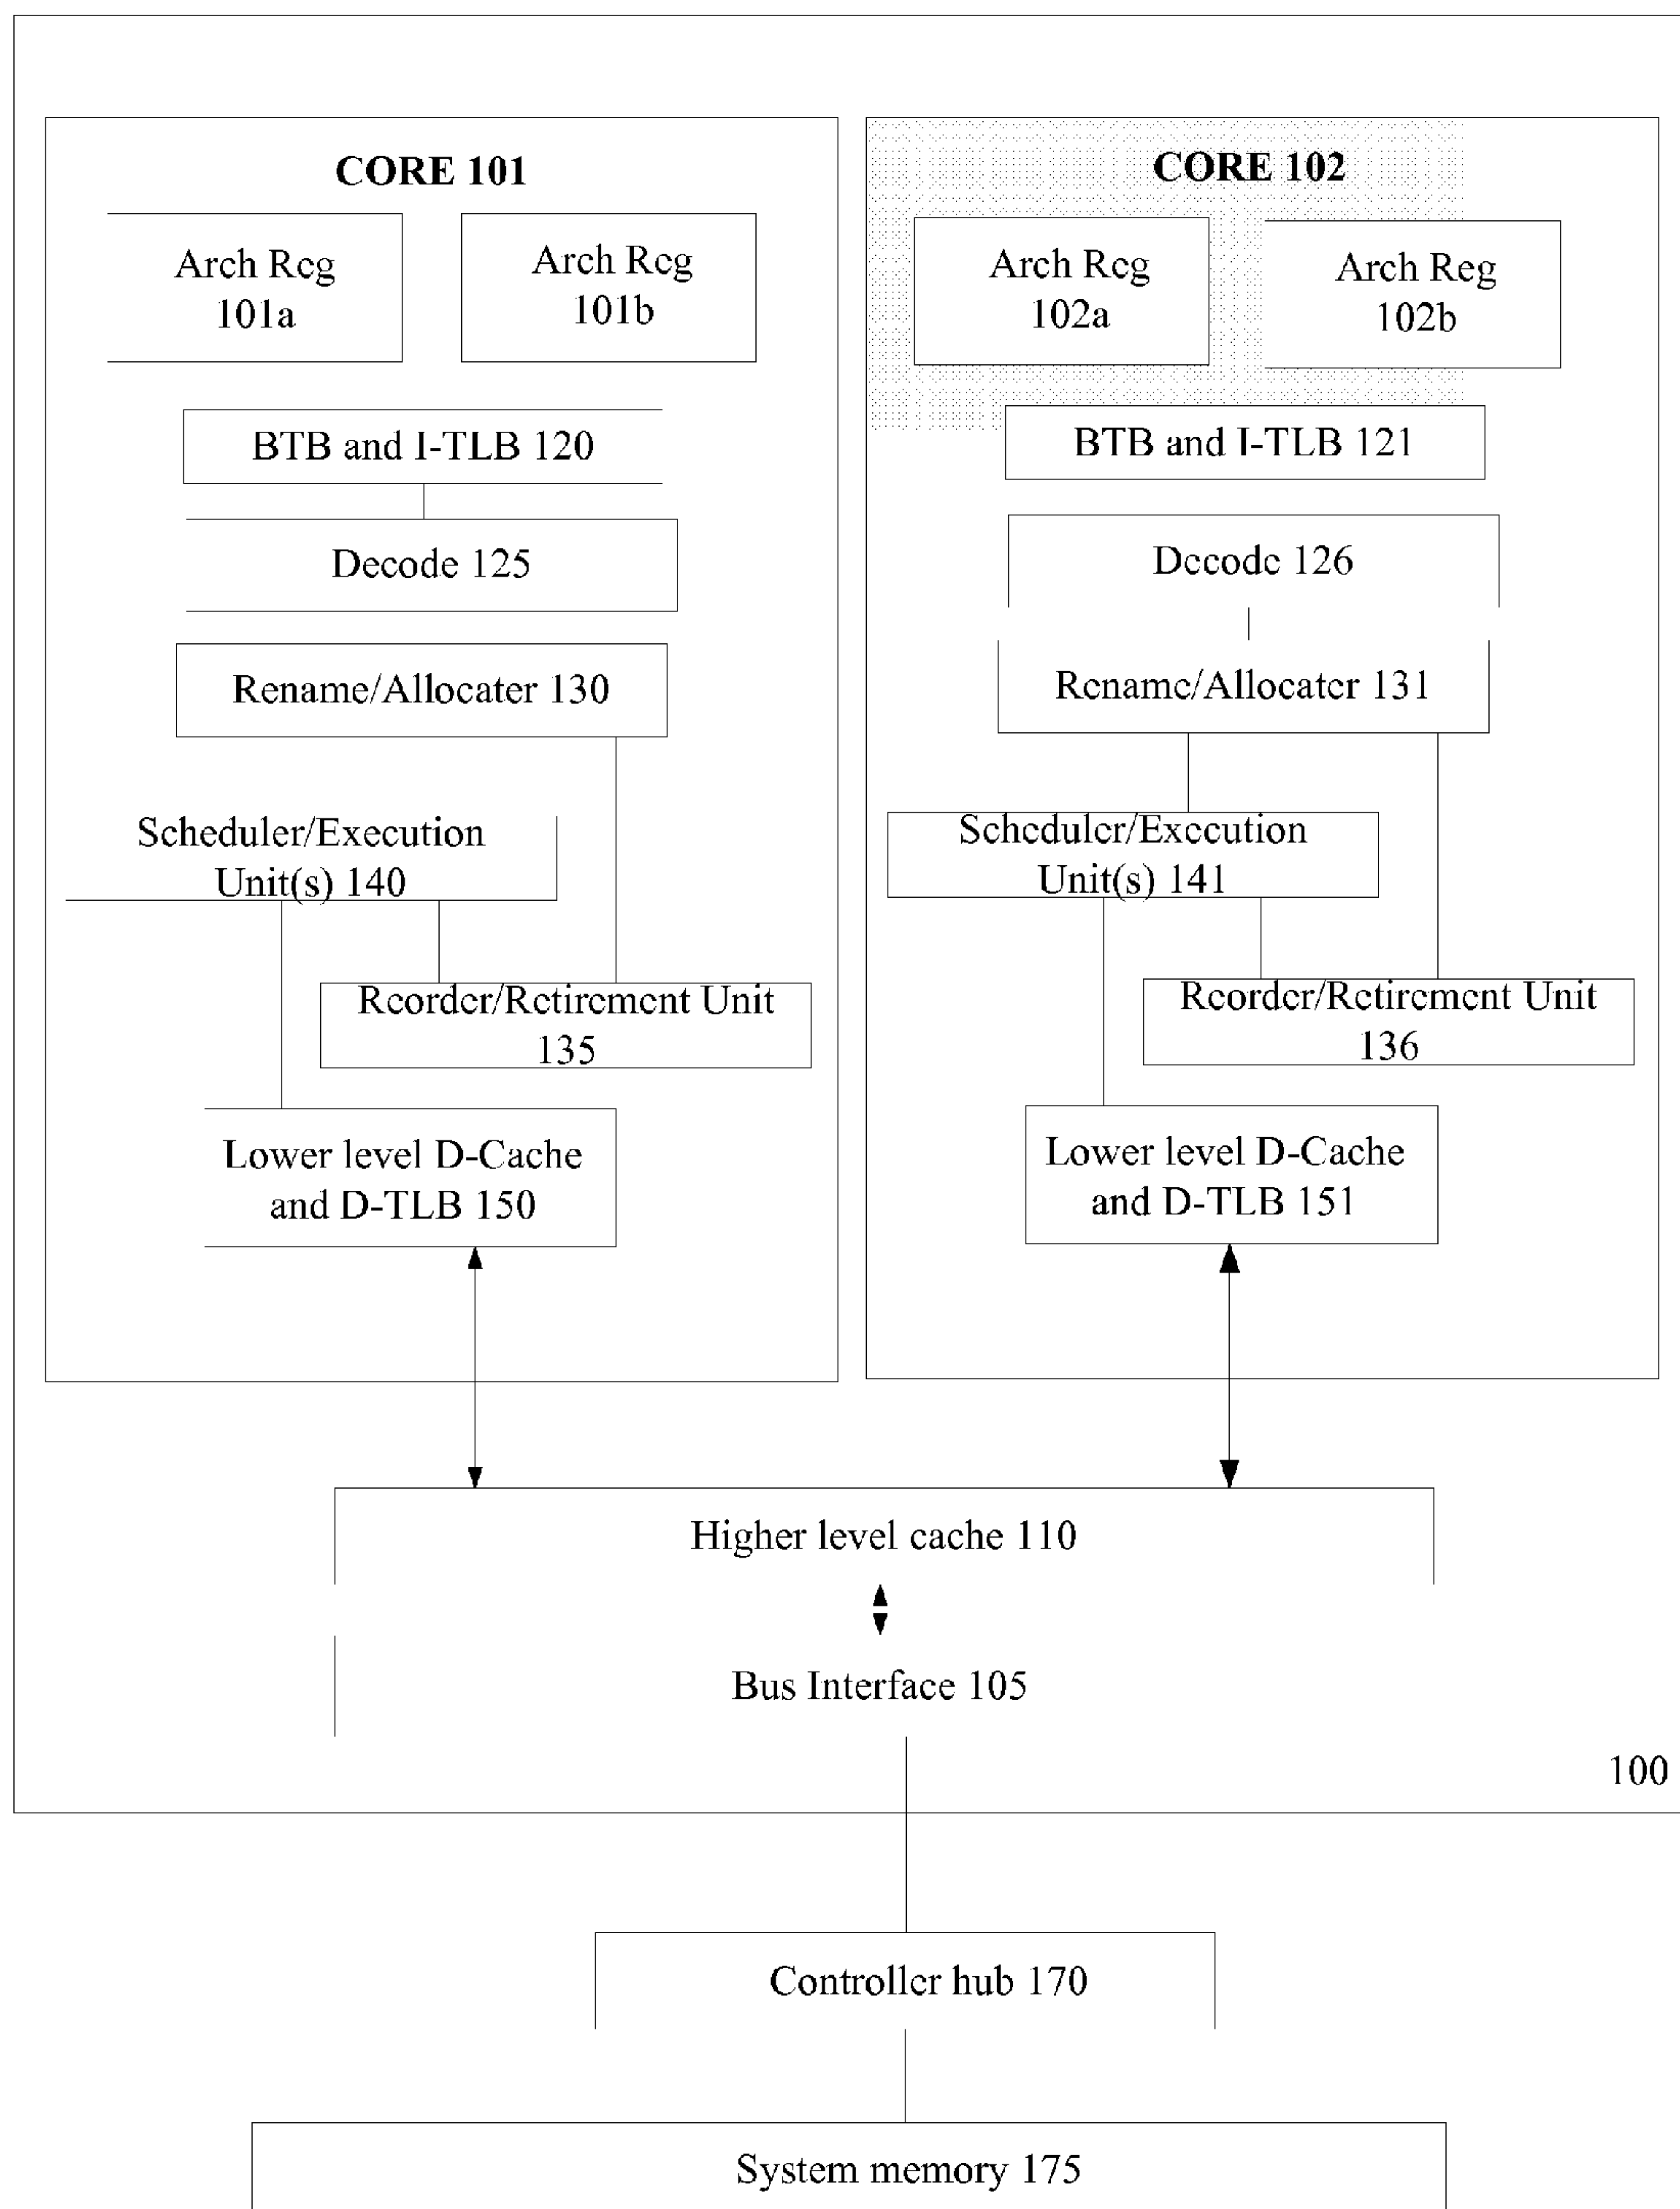 CORE 101
Arch Reg
101a
Arch Reg
101b
BTB and I-TLB 120
Decode 125
Rename/Allocater 130
Scheduler/Execution
Unit(s) 140
Reorder/Retirement Unit
135
Lower level D-Cache
and D-TLB 150
CORE 102
Arch Reg
102a
Arch Reg
102b
BTB and I-TLB 121
Decode 126
Rename/Allocater 131
Scheduler/Execution
Unit(s) 141
Reorder/Retirement Unit
136
Lower level D-Cache
and D-TLB 151
Higher level cache 110
Bus Interface 105
100
Controller hub 170
System memory 175